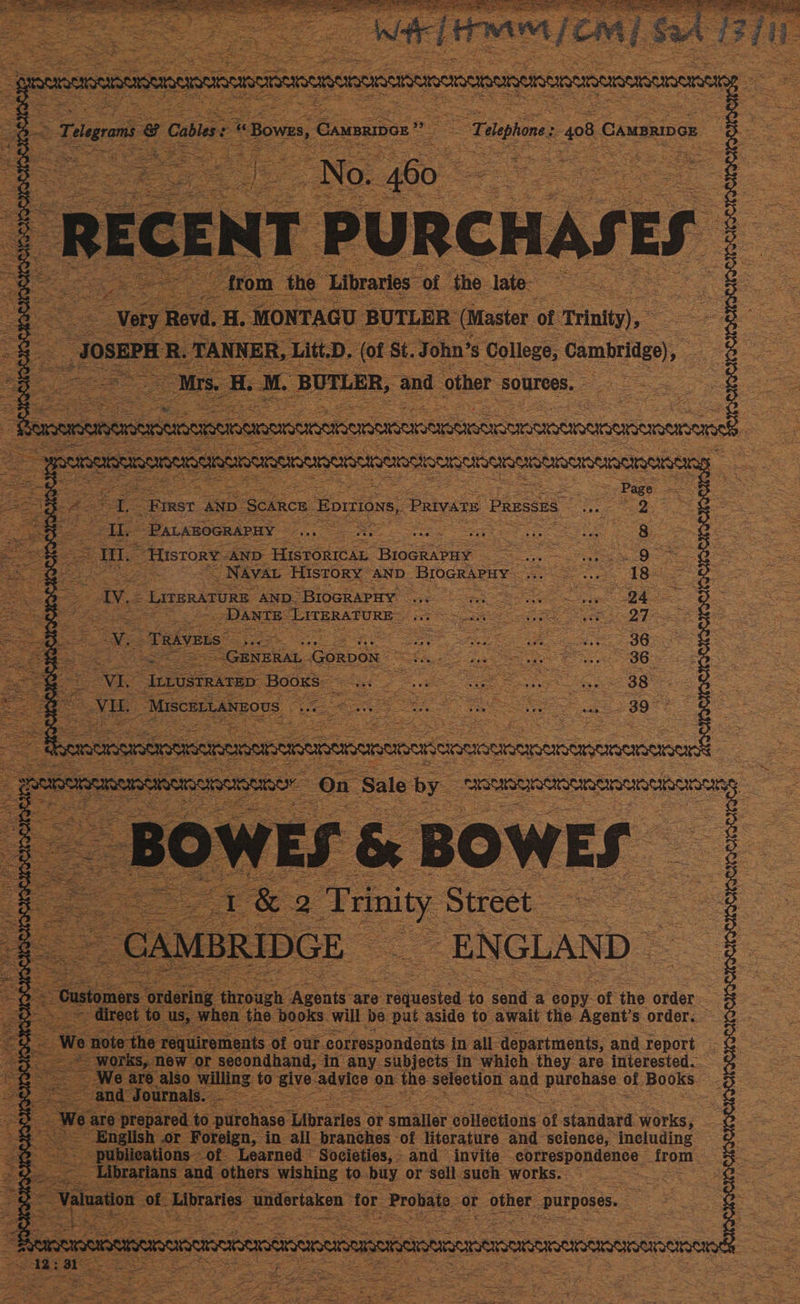 WA/HMM/CM/Sal 13/11
Telegrams & Cables: “Bowes, Cambridge” Telephone: 408 Cambridge
No. 460
RECENT PURCHASES
from the Libraries of the late
Very Revd. H. MONTAGU BUTLER (Master of Trinity),
JOSEPH R. TANNER, Litt.D. (of St. John's College, Cambridge),
Mrs. H. M. BUTLER, and other sources.
Page
I. First and Scarce Editions, Private Presses ... 2
II. Palaeography ... ... ... ... ... 8
III. History and Historical Biography ... ... 9
Naval History and Biography ... ... 18
IV. Literature and Biography ... ... ... ... 24
Dante Literature ... ... ... ... 27
V. Travels ... ... ... ... ... ... 36
General Gordon ... ... ... ... 36
VI. Illustrated Books ... ... ... ... ... 38
VII. Miscellaneous ... ... ... ... ... ... 39
On Sale by
BOWES & BOWES
1 & 2 Trinity Street
CAMBRIDGE ENGLAND
Customers ordering through Agents are requested to send a copy of the order
direct to us, when the books will be put aside to await the Agent's order.
We note the requirements of our correspondents in all departments, and report
works, new or secondhand, in any subjects in which they are interested.
We are also willing to give advice on the selection and purchase of Books
and Journals.
We are prepared to purchase Libraries or smaller collections of standard works,
English or Foreign, in all branches of literature and science, including
publications of Learned Societies, and invite correspondence from
Librarians and others wishing to buy or sell such works.
Valuation of Libraries undertaken for Probate or other purposes.
12 : 31